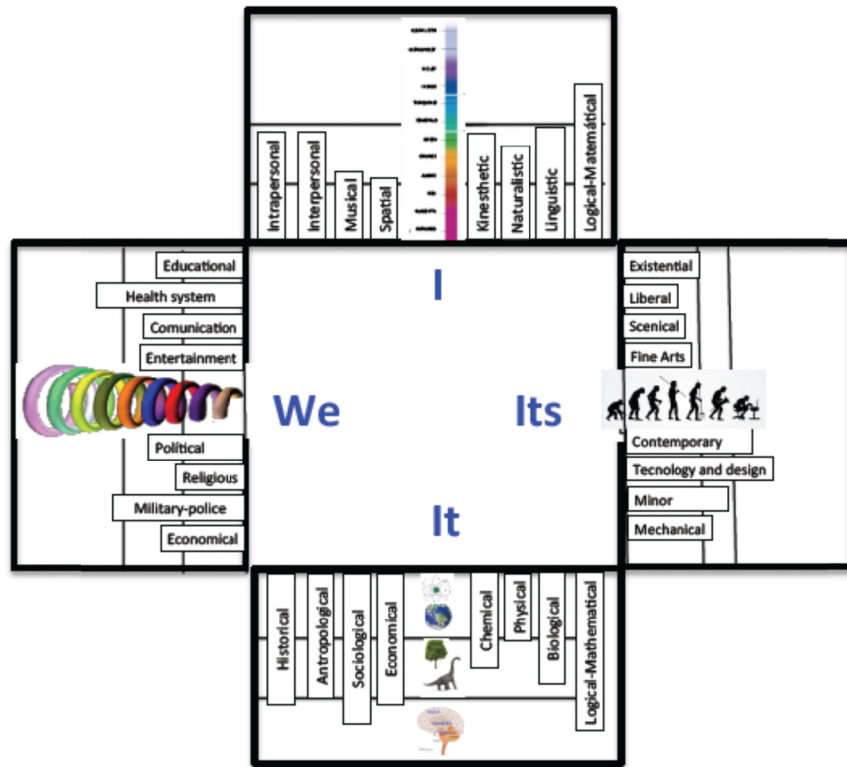 Intrapersonal
Interpersonal
Musical
Spatial
Kinesthetic
Naturalistic
Linguistic
Logical-Matemátical
I
Educational
Health system
Comunication
Entertainment
Polítical
Religious
Military-police
Economical
We
Its
Existential
Liberal
Scenical
Fine Arts
Contemporary
Tecnology and design
Minor
Mechanical
It
Historical
Antropological
Sociological
Economical
Chemical
Physical
Biological
Logical-Mathematical